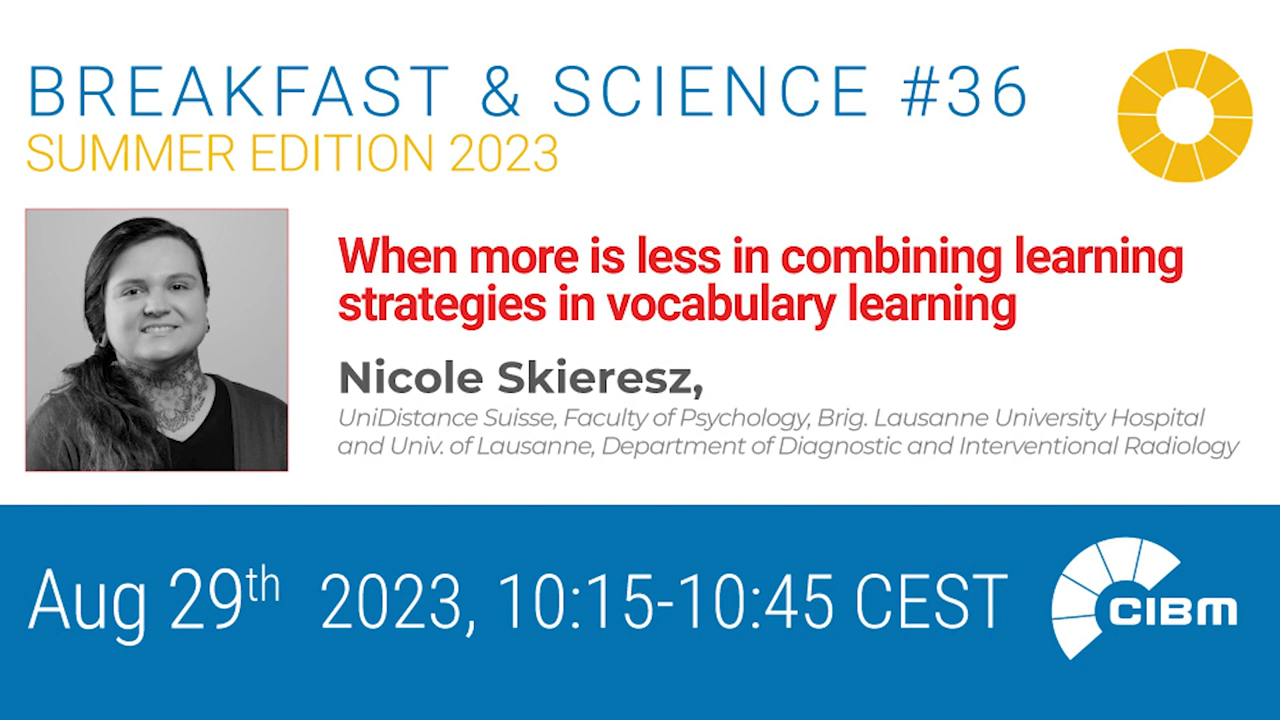 BREAKFAST & SCIENCE #36
SUMMER EDITION 2023
When more is less in combining learning
strategies in vocabulary learning
Nicole Skieresz,
UniDistance Suisse, Faculty of Psychology, Brig. Lausanne University Hospital
and Univ. of Lausanne, Department of Diagnostic and Interventional Radiology
Aug 29th 2023, 10:15-10:45 CEST
CIBM